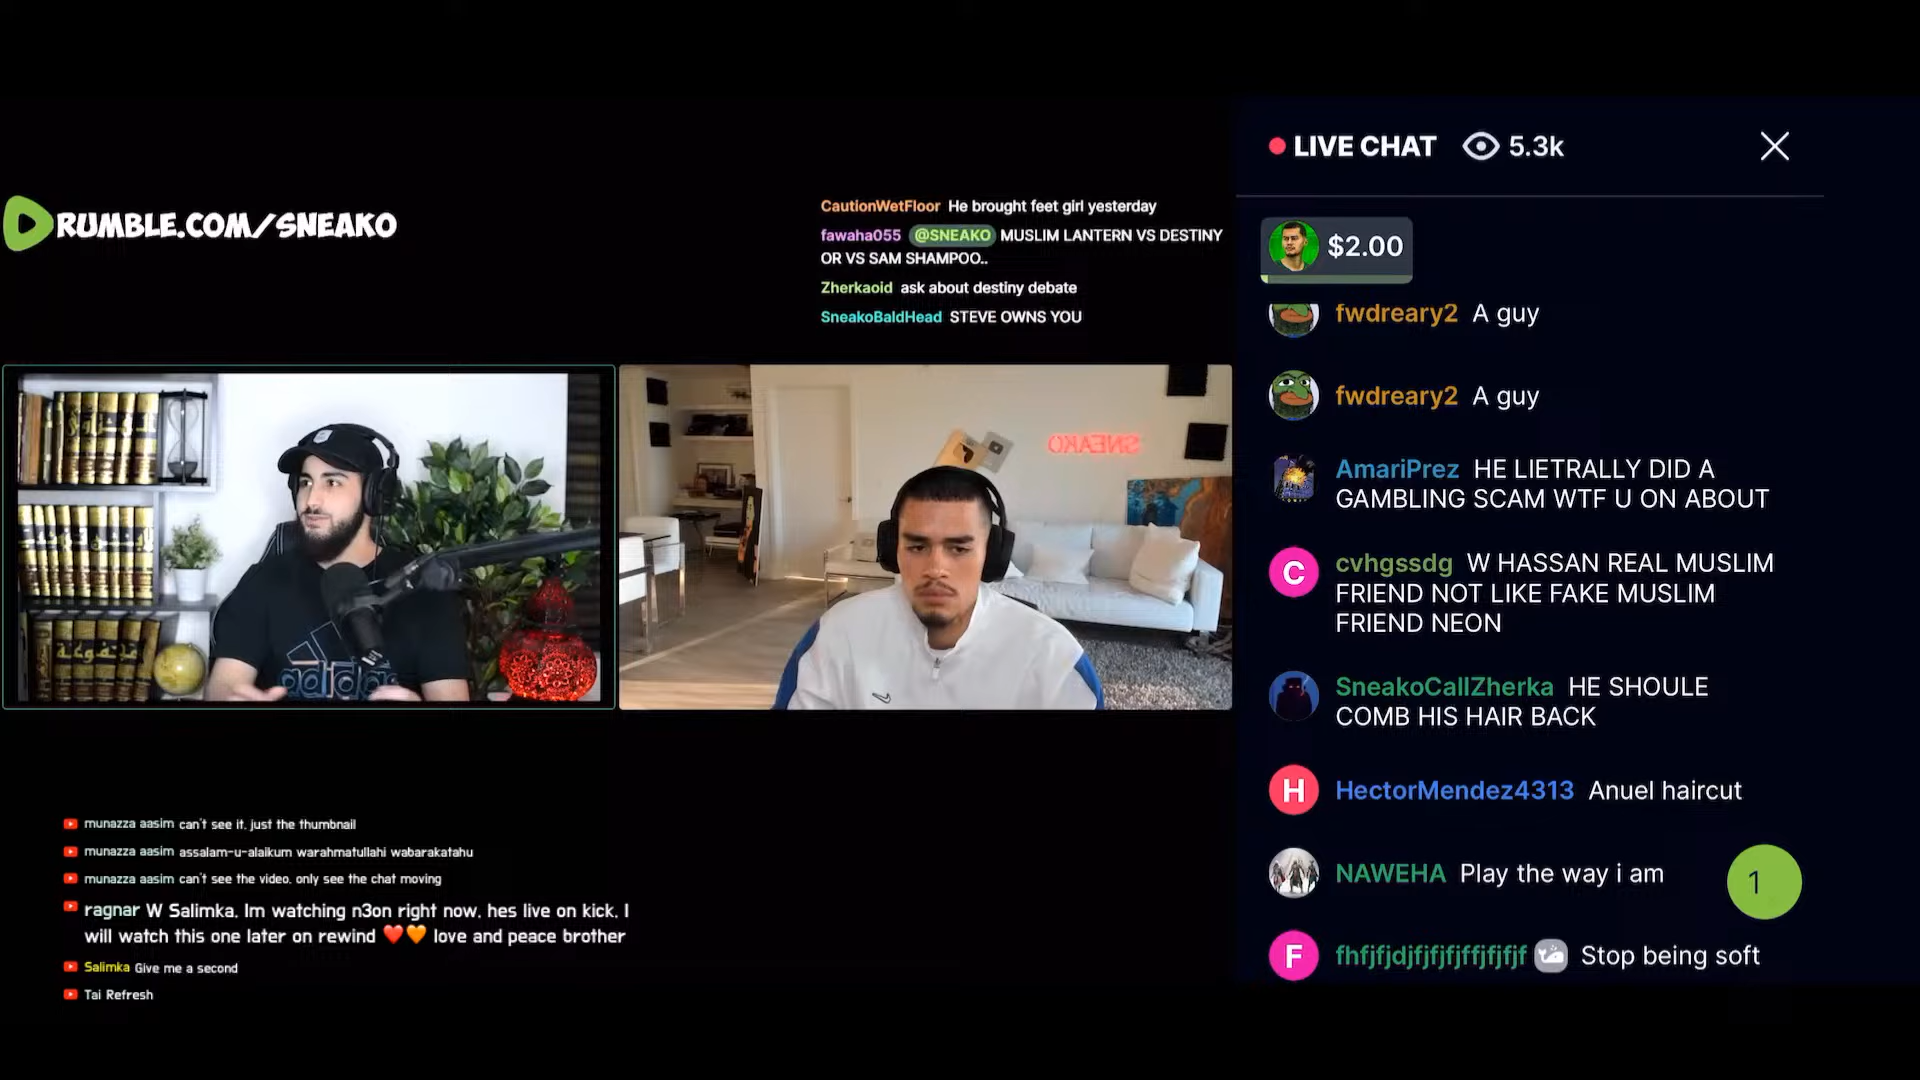 LIVE CHAT 5.3k
RUMBLE.COM/SNEAKO
CautionWetFloor He brought feet girl yesterday
fawaha055 @SNEAKO MUSLIM LANTERN VS DESTINY
OR VS SAM SHAMPOO..
Zherkaoid ask about destiny debate
SneakoBaldHead STEVE OWNS YOU
$2.00
fwdreary2 A guy
fwdreary2 A guy
AmariPrez HE LIETRALLY DID A
GAMBLING SCAM WTF U ON ABOUT
C cvhgssdg W HASSAN REAL MUSLIM
FRIEND NOT LIKE FAKE MUSLIM
FRIEND NEON
SneakoCallZherka HE SHOULE
COMB HIS HAIR BACK
H HectorMendez4313 Anuel haircut
NAWEHA Play the way i am
1
F fhfjfjdjfjfjfjffjfjfjf Stop being soft
SNEAKO
adidas
munazza aasim can't see it, just the thumbnail
munazza aasim assalam-u-alaikum warahmatullahi wabarakatahu
munazza aasim can't see the video, only see the chat moving
ragnar W Salimka, Im watching n3on right now, hes live on kick, I
will watch this one later on rewind ❤️🧡 love and peace brother
Salimka Give me a second
Tai Refresh